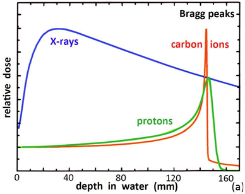 Bragg peaks
X-rays
carbon ions
protons
relative dose
0 40 80 120 160
depth in water (mm)
(a)